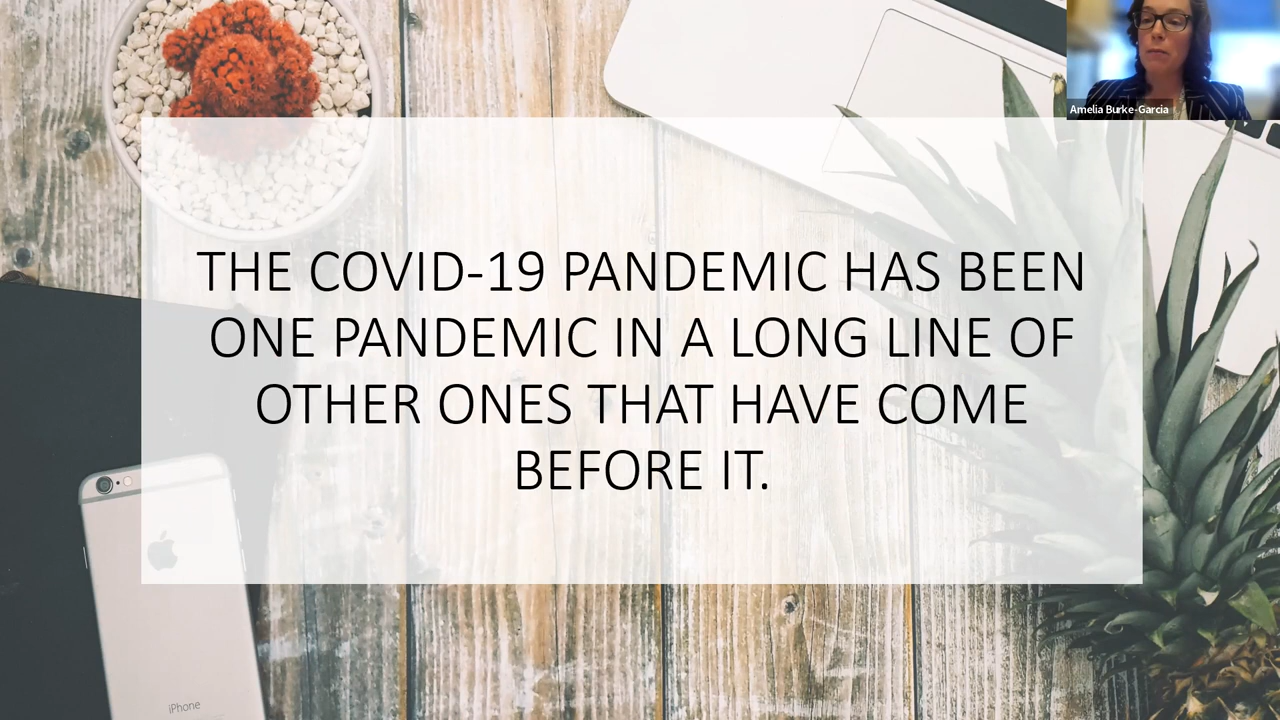 Amelia Burke-Garcia
THE COVID-19 PANDEMIC HAS BEEN
ONE PANDEMIC IN A LONG LINE OF
OTHER ONES THAT HAVE COME
BEFORE IT.
iPhone